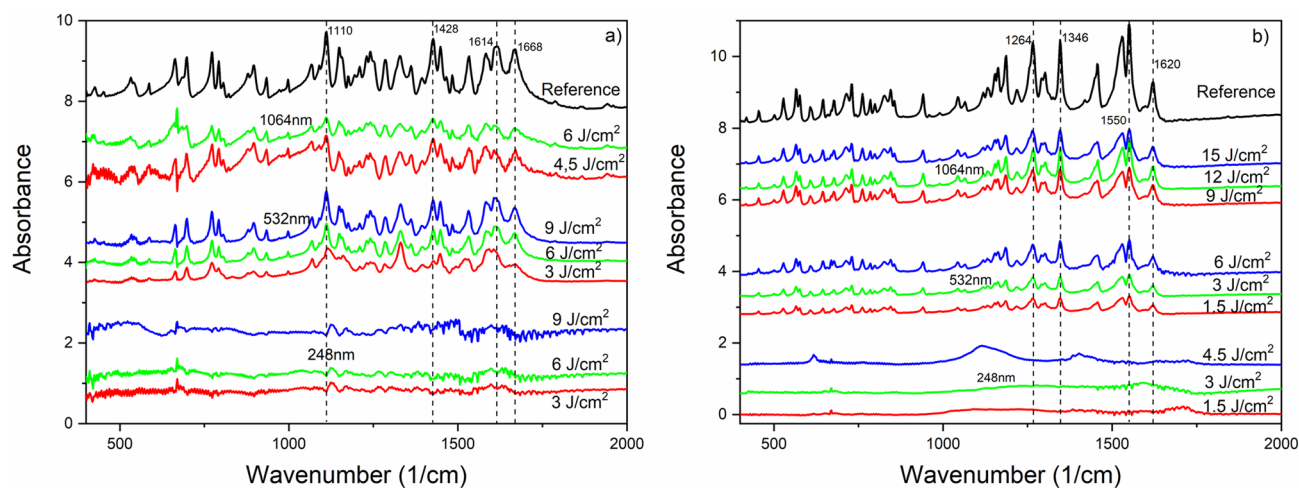 a)
1110
1428
1614
1668
Reference
1064nm
6 J/cm²
4,5 J/cm²
532nm
9 J/cm²
6 J/cm²
3 J/cm²
9 J/cm²
248nm
6 J/cm²
3 J/cm²
10
8
6
4
2
0
Absorbance
500
1000
1500
2000
Wavenumber (1/cm)
b)
1264
1346
1620
Reference
1550
15 J/cm²
1064nm
12 J/cm²
9 J/cm²
6 J/cm²
532nm
3 J/cm²
1.5 J/cm²
4.5 J/cm²
248nm
3 J/cm²
1.5 J/cm²
10
8
6
4
2
0
Absorbance
500
1000
1500
2000
Wavenumber (1/cm)